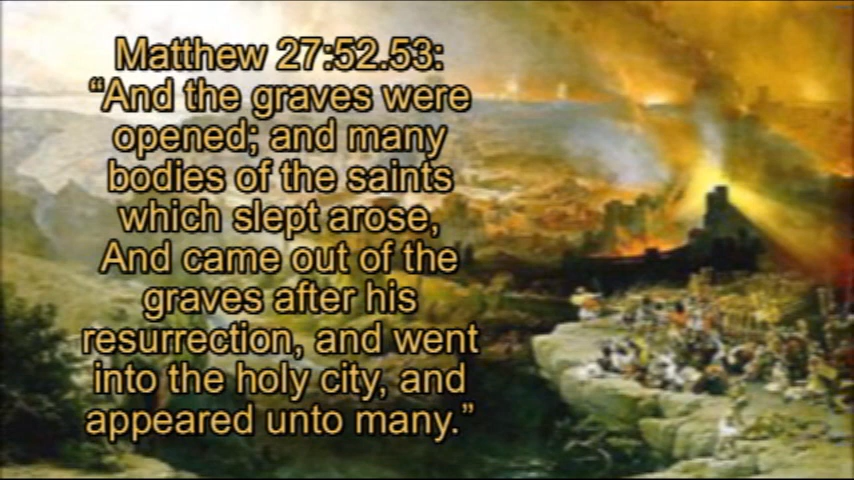 Matthew 27:52.53:
“And the graves were
opened; and many
bodies of the saints
which slept arose,
And came out of the
graves after his
resurrection, and went
into the holy city, and
appeared unto many.”